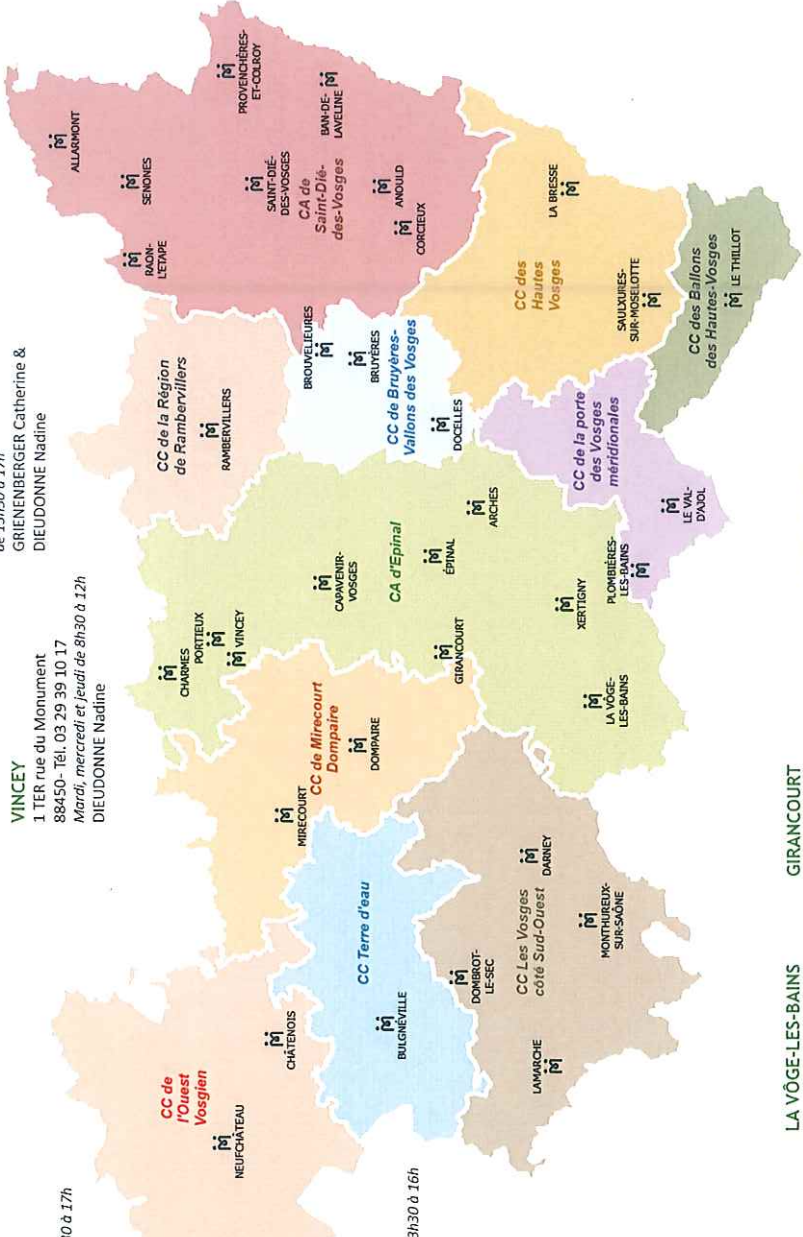 de 13h30 à 17h
GRIENENBERGER Catherine &
DIEUDONNE Nadine
VINCEY
1 TER rue du Monument
88450- Tél. 03 29 39 10 17
Mardi, mercredi et jeudi de 8h30 à 12h
DIEUDONNE Nadine
30 à 17h
3h30 à 16h
CC de
l'Ouest
Vosgien
NEUFCHÂTEAU
CHÂTENOIS
CC Terre d'eau
BULGNÉVILLE
CC Les Vosges
côté Sud-Ouest
LAMARCHE
DOMBROT-
LE-SEC
DARNEY
MONTHUREUX-
SUR-SAÔNE
CC de Mirecourt
Dompaire
MIRECOURT
DOMPAIRE
CA d'Epinal
CHARMES
PORTIEUX
VINCEY
CAPAVENIR-
VOSGES
ÉPINAL
GIRANCOURT
ARCHES
XERTIGNY
LA VÔGE-
LES-BAINS
CC de la Région
de Rambervillers
RAMBERVILLERS
CC de Bruyères-
Vallons des Vosges
BROUVELIEURES
BRUYÈRES
DOCELLES
CC de la porte
des Vosges
méridionales
PLOMBIÈRES-
LES-BAINS
LE VAL-
D'AJOL
CA de
Saint-Dié-
des-Vosges
ALLARMONT
SENONES
RAON-
L'ETAPE
PROVENCHÈRES-
ET-COLROY
SAINT-DIÉ-
DES-VOSGES
BAN-DE-
LAVELINE
ANOULD
CORCIEUX
CC des
Hautes
Vosges
LA BRESSE
SAULXURES-
SUR-MOSELOTTE
CC des Ballons
des Hautes-Vosges
LE THILLOT
LA VÔGE-LES-BAINS
GIRANCOURT